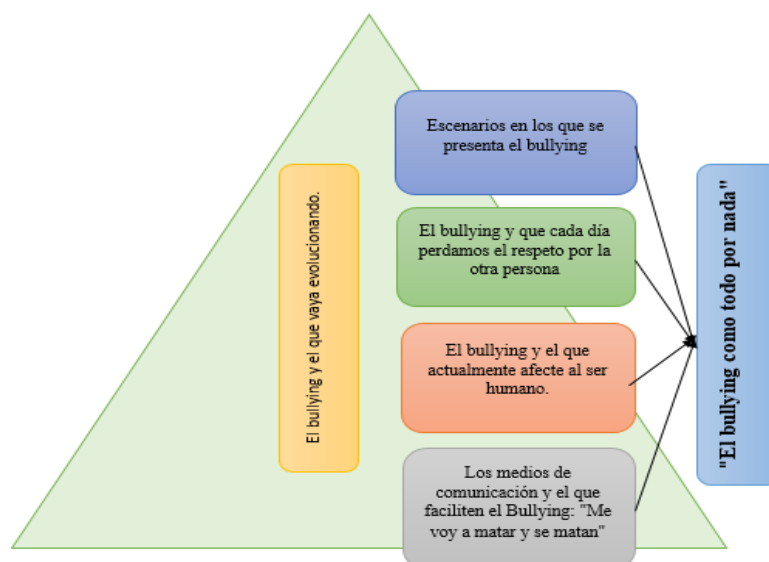 El bullying y el que vaya evolucionando.
Escenarios en los que se
presenta el bullying
El bullying y que cada día
perdamos el respeto por la
otra persona
El bullying y el que
actualmente afecte al ser
humano.
Los medios de
comunicación y el que
faciliten el Bullying: "Me
voy a matar y se matan"
"El bullying como todo por nada"